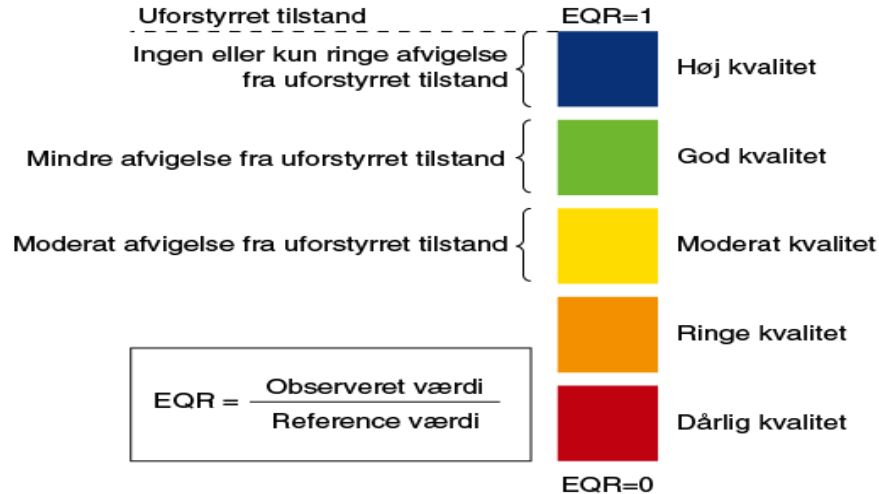 Uforstyrret tilstand
EQR=1
Ingen eller kun ringe afvigelse
fra uforstyrret tilstand
Høj kvalitet
Mindre afvigelse fra uforstyrret tilstand
God kvalitet
Moderat afvigelse fra uforstyrret tilstand
Moderat kvalitet
Ringe kvalitet
EQR =
Observeret værdi
Reference værdi
Dårlig kvalitet
EQR=0